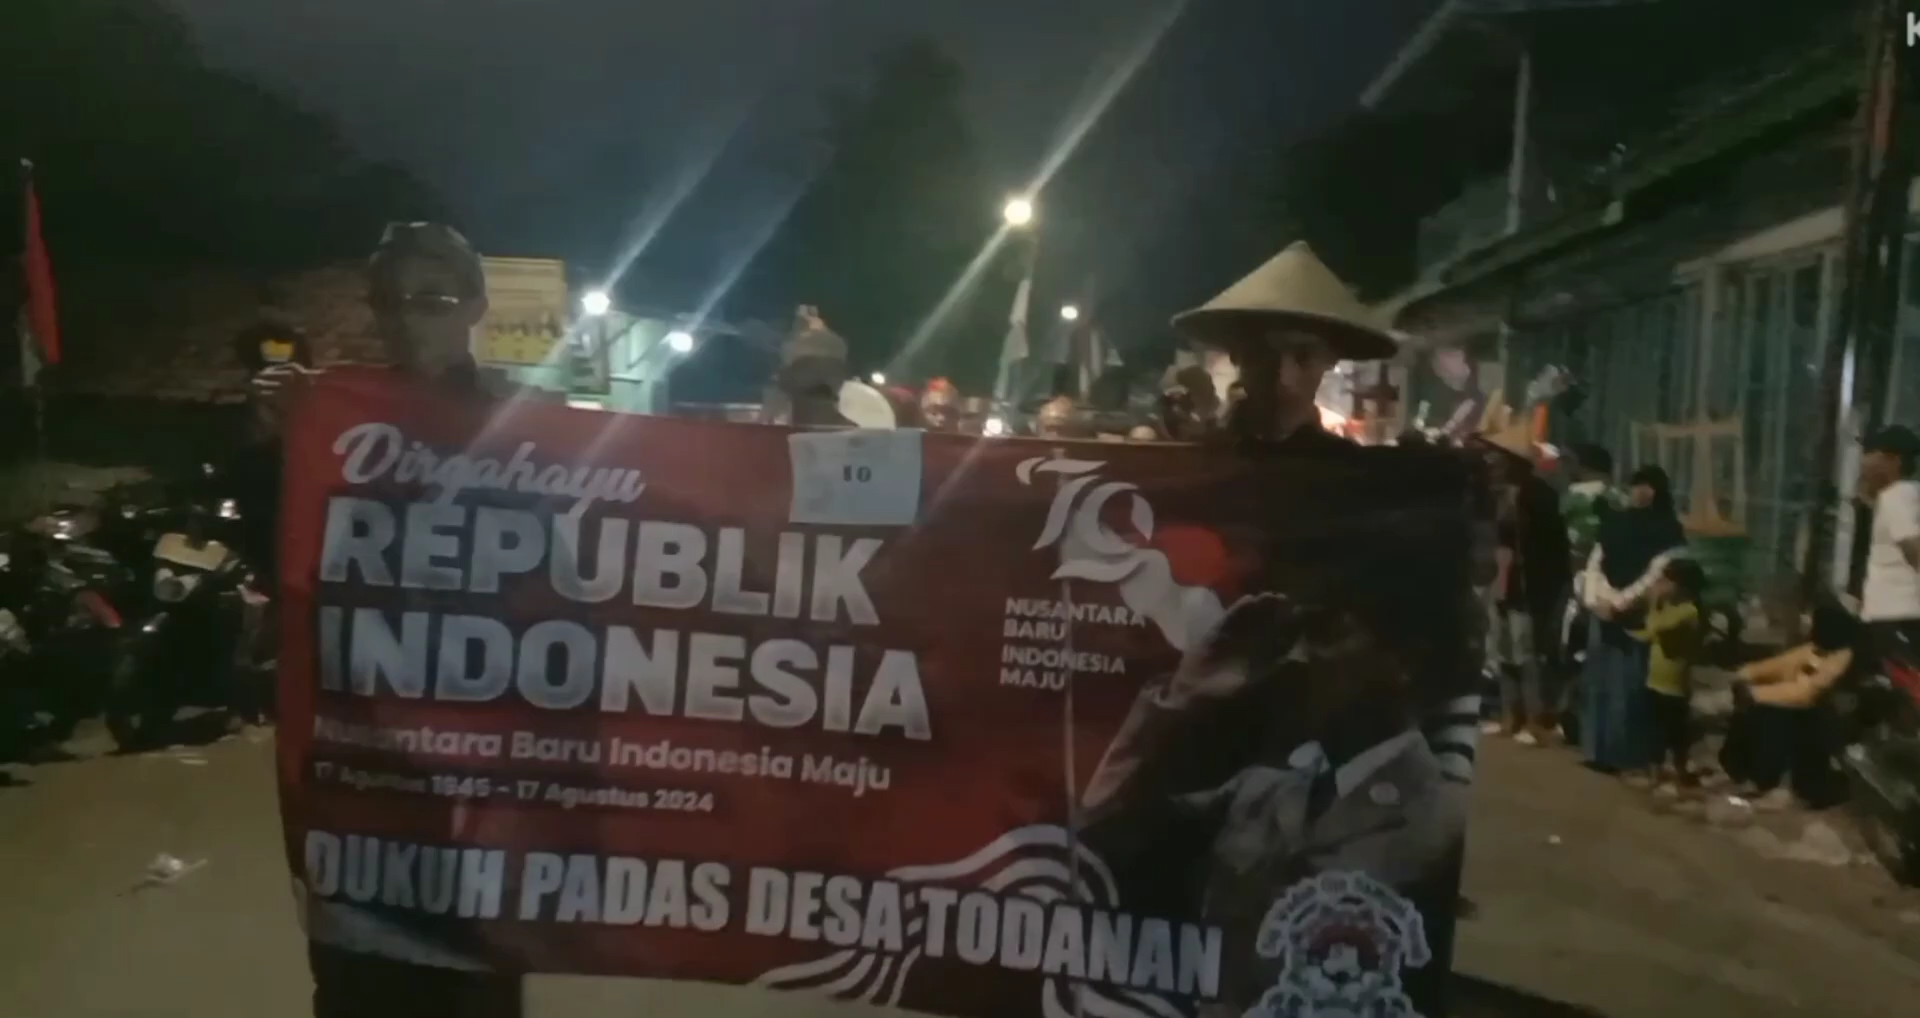 Dirgahayu
REPUBLIK
INDONESIA
Nusantara Baru Indonesia Maju
17 Agustus 1945 - 17 Agustus 2024
DUKUH PADAS DESA TODANAN
10
79
NUSANTARA
BARU
INDONESIA
MAJU